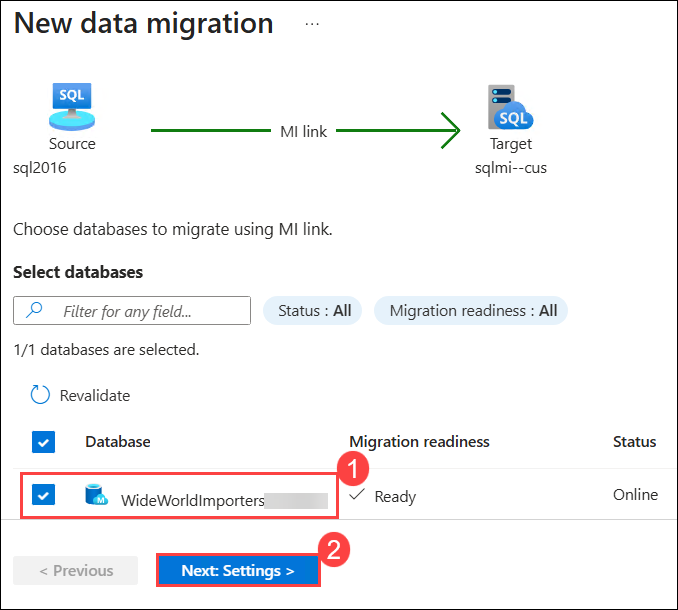 New data migration ...
SQL
SQL
MI link
Source
Target
sql2016
sqlmi--cus
Choose databases to migrate using MI link.
Select databases
Filter for any field...
Status : All
Migration readiness : All
1/1 databases are selected.
Revalidate
Database
Migration readiness
Status
1
M
WideWorldImporters
Ready
Online
2
< Previous
Next: Settings >